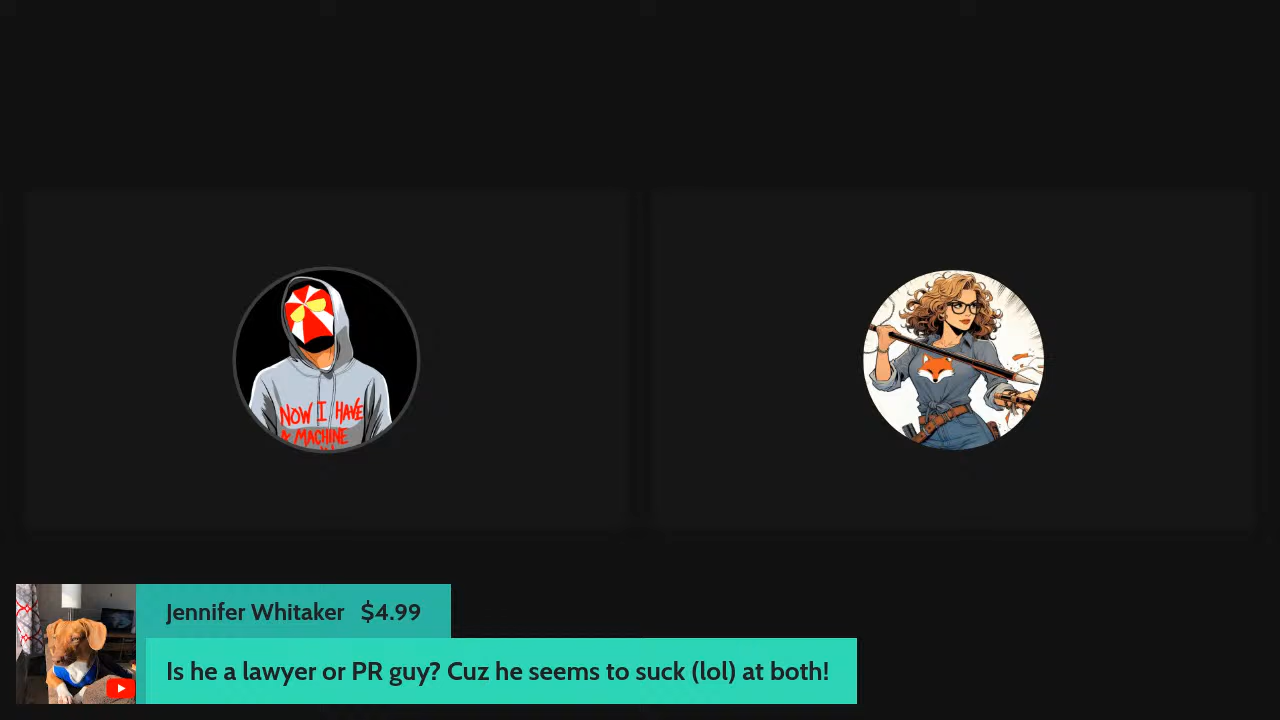 NOW I HAVE
A MACHINE
Jennifer Whitaker $4.99
Is he a lawyer or PR guy? Cuz he seems to suck (lol) at both!